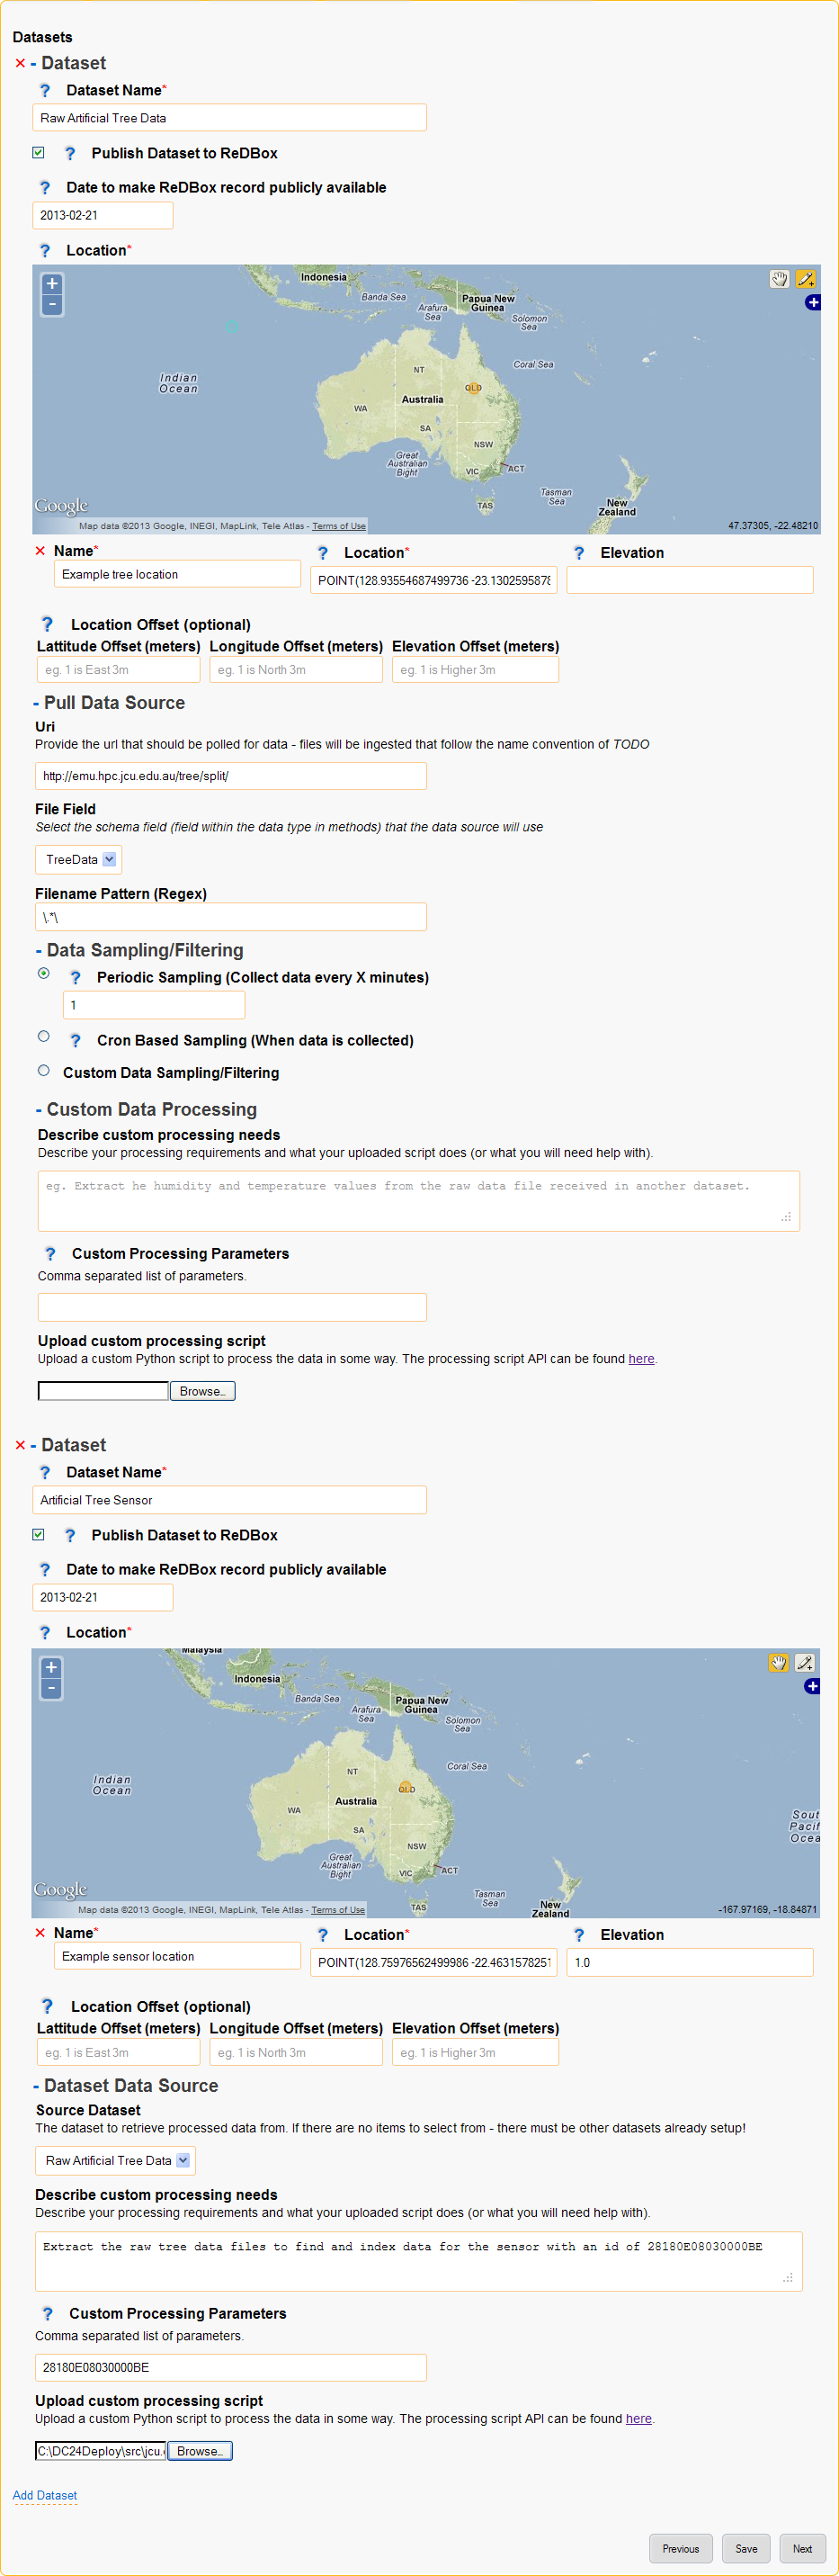 Datasets
- Dataset
Dataset Name*
Raw Artificial Tree Data
Publish Dataset to ReDBox
Date to make ReDBox record publicly available
2013-02-21
Location*
Indonesia
Banda Sea
Papua New
Guinea
Arafura
Sea
Solomon
Sea
Coral Sea
Indian
Ocean
NT
QLD
Australia
WA
SA
NSW
Great
Australian
Bight
VIC
ACT
TAS
Tasman
Sea
New
Zealand
Google
Map data ©2013 Google, INEGI, MapLink, Tele Atlas - Terms of Use
47.37305, -22.48210
Name* Location* Elevation
Example tree location POINT(128.93554687499736 -23.1302595878
Location Offset (optional)
Lattitude Offset (meters) Longitude Offset (meters) Elevation Offset (meters)
eg. 1 is East 3m eg. 1 is North 3m eg. 1 is Higher 3m
- Pull Data Source
Uri
Provide the url that should be polled for data - files will be ingested that follow the name convention of TODO
http://emu.hpc.jcu.edu.au/tree/split/
File Field
Select the schema field (field within the data type in methods) that the data source will use
TreeData
Filename Pattern (Regex)
\.*\
- Data Sampling/Filtering
Periodic Sampling (Collect data every X minutes)
1
Cron Based Sampling (When data is collected)
Custom Data Sampling/Filtering
- Custom Data Processing
Describe custom processing needs
Describe your processing requirements and what your uploaded script does (or what you will need help with).
eg. Extract he humidity and temperature values from the raw data file received in another dataset.
Custom Processing Parameters
Comma separated list of parameters.
Upload custom processing script
Upload a custom Python script to process the data in some way. The processing script API can be found here.
Browse...
- Dataset
Dataset Name*
Artificial Tree Sensor
Publish Dataset to ReDBox
Date to make ReDBox record publicly available
2013-02-21
Location*
Malaysia
Indonesia
Banda Sea
Papua New
Guinea
Arafura
Sea
Solomon
Sea
Coral Sea
Indian
Ocean
NT
QLD
Australia
WA
SA
NSW
Great
Australian
Bight
VIC
ACT
TAS
Tasman
Sea
New
Zealand
Sout
Pacif
Ocea
Google
Map data ©2013 Google, INEGI, MapLink, Tele Atlas - Terms of Use
-167.97169, -18.84871
Name* Location* Elevation
Example sensor location POINT(128.75976562499986 -22.4631578251 1.0
Location Offset (optional)
Lattitude Offset (meters) Longitude Offset (meters) Elevation Offset (meters)
eg. 1 is East 3m eg. 1 is North 3m eg. 1 is Higher 3m
- Dataset Data Source
Source Dataset
The dataset to retrieve processed data from. If there are no items to select from - there must be other datasets already setup!
Raw Artificial Tree Data
Describe custom processing needs
Describe your processing requirements and what your uploaded script does (or what you will need help with).
Extract the raw tree data files to find and index data for the sensor with an id of 28180E08030000BE
Custom Processing Parameters
Comma separated list of parameters.
28180E08030000BE
Upload custom processing script
Upload a custom Python script to process the data in some way. The processing script API can be found here.
C:\DC24Deploy\src\jcu. Browse...
Add Dataset
Previous Save Next